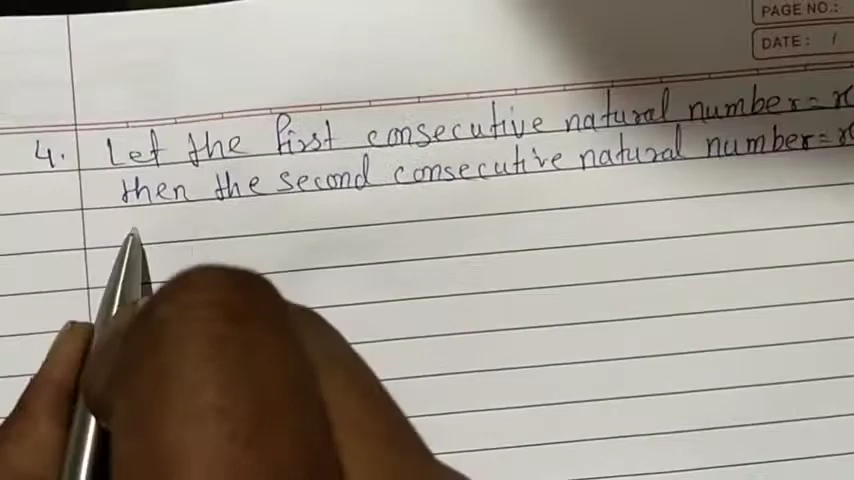 PAGE NO.:
DATE: /
4. Let the first consecutive natural number = x
then the second consecutive natural number = x